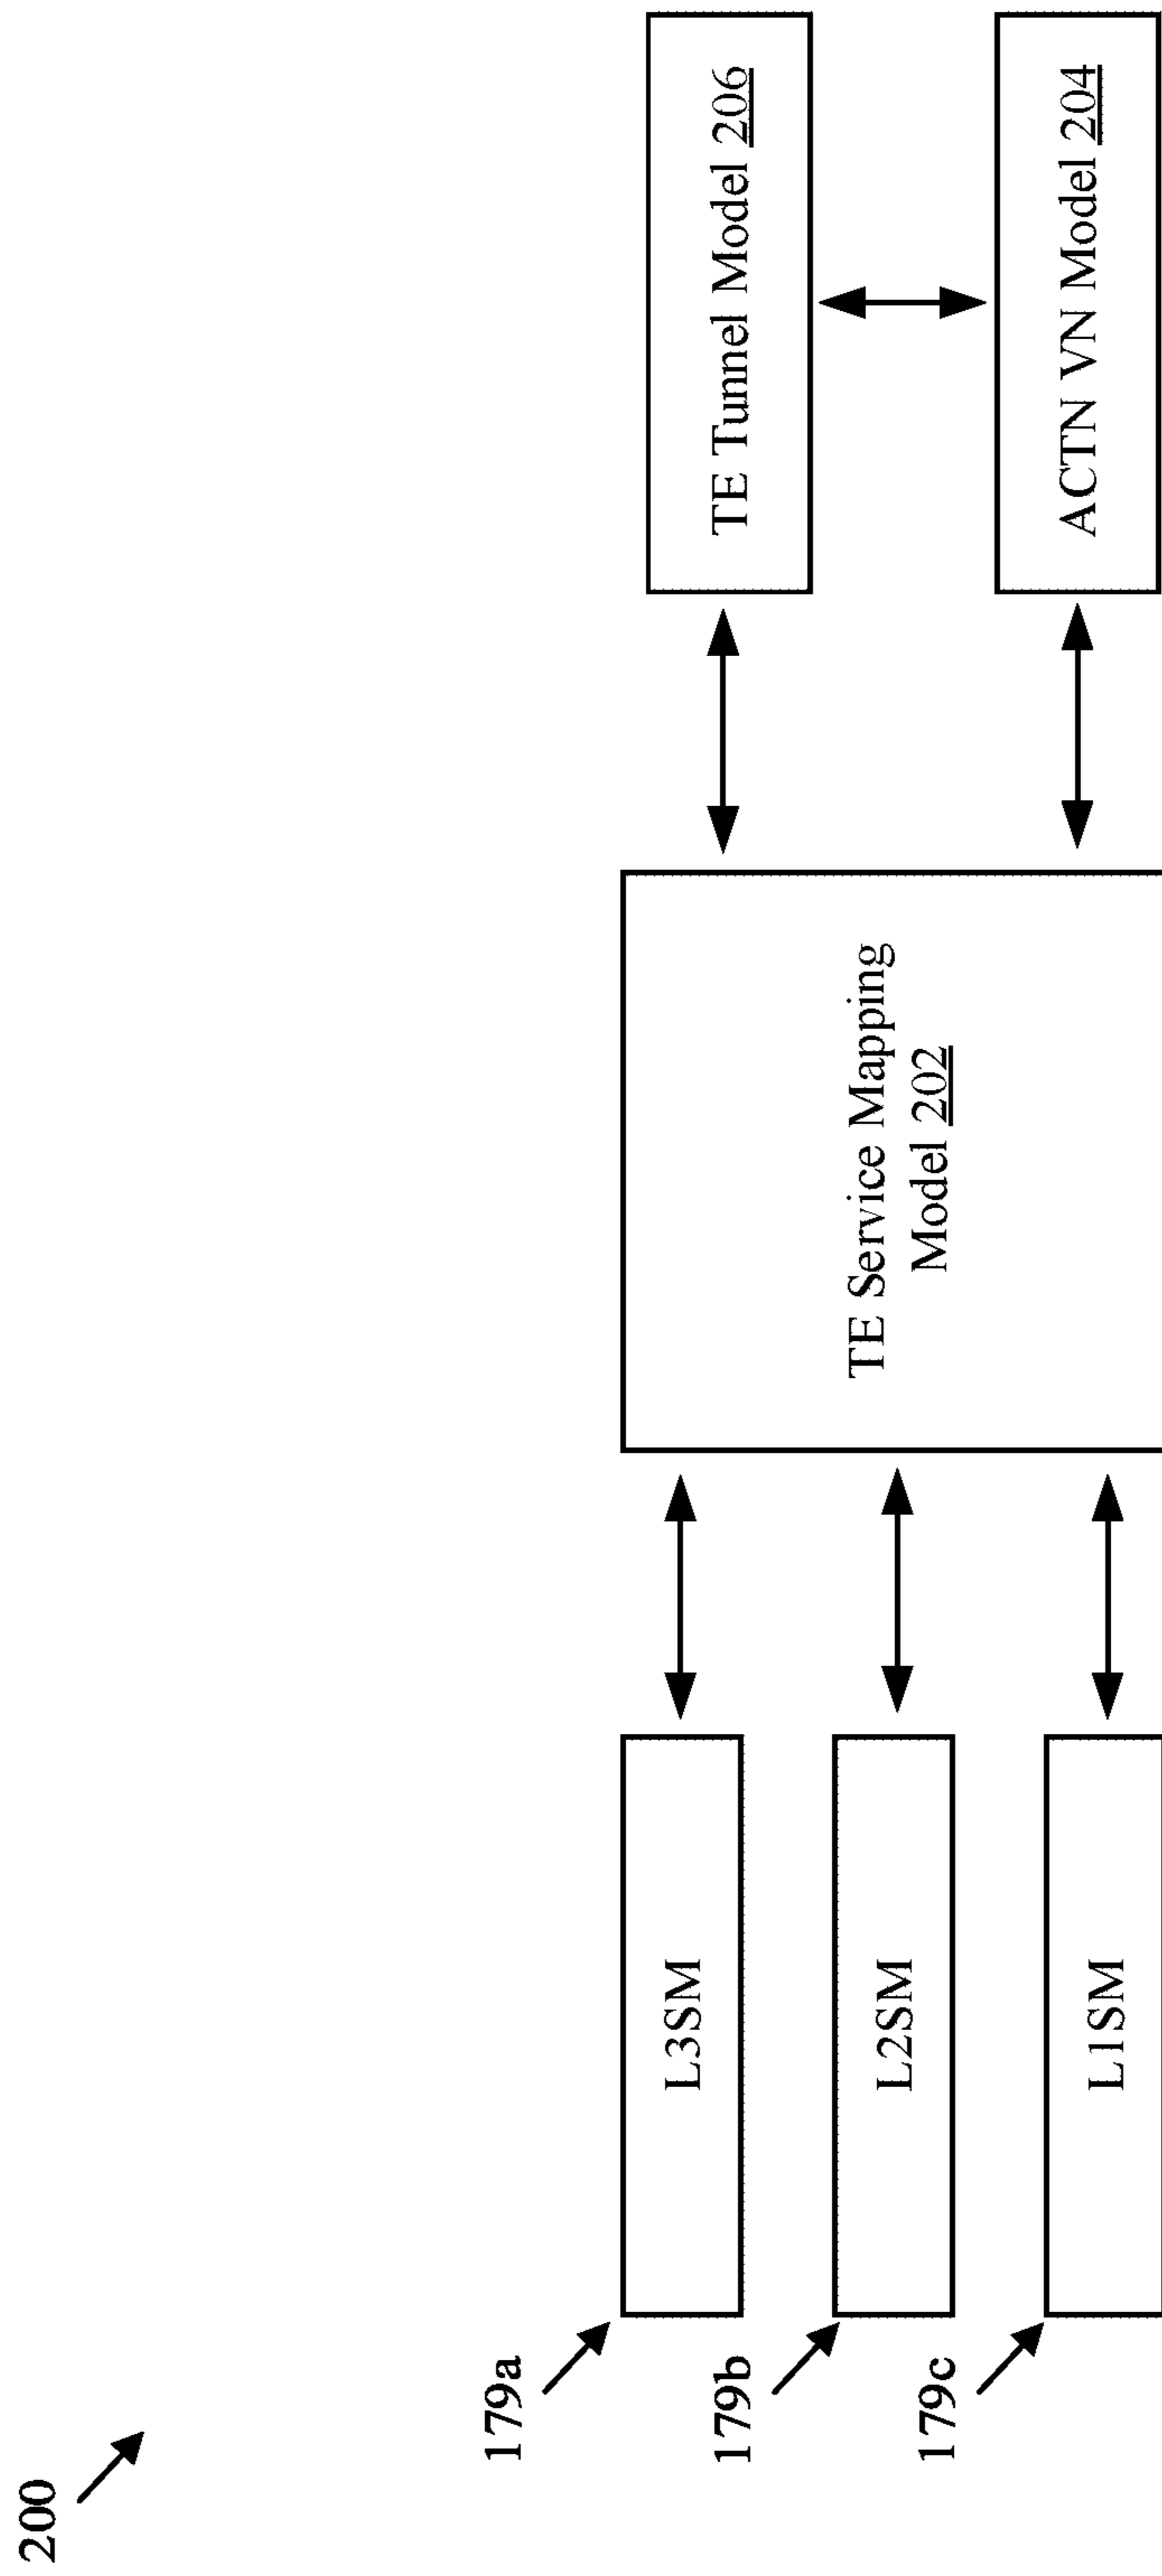 200
179a
L3SM
179b
L2SM
179c
L1SM
TE Service Mapping
Model 202
TE Tunnel Model 206
ACTN VN Model 204